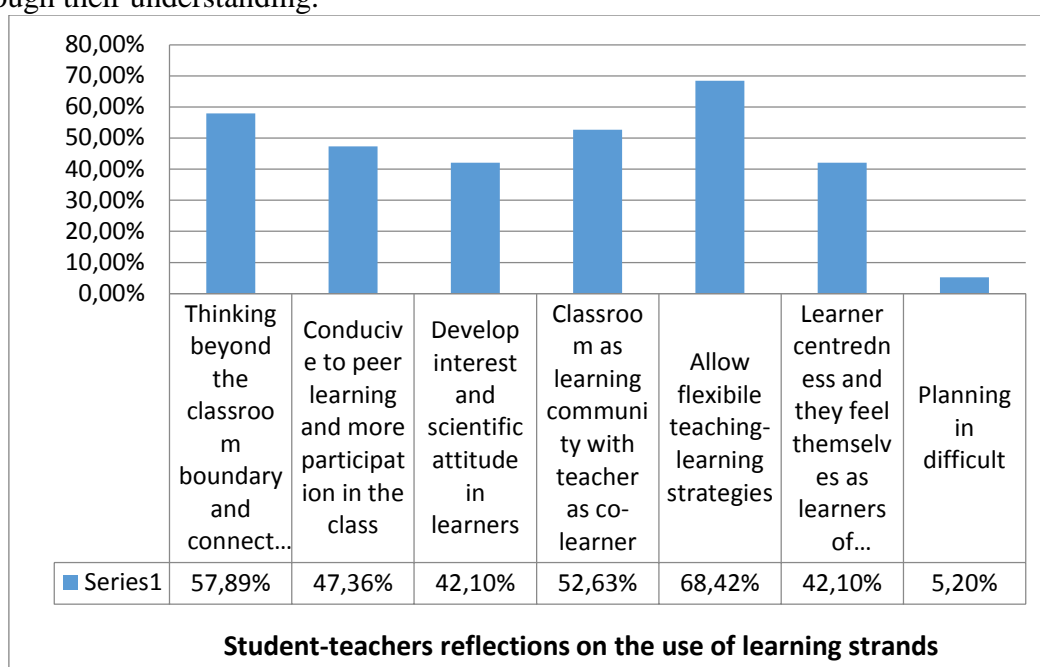 ough their understanding.
80,00%
70,00%
60,00%
50,00%
40,00%
30,00%
20,00%
10,00%
0,00%
Thinking
beyond
the
classroo
m
boundary
and
connect...
Conduciv
e to peer
learning
and more
participat
ion in the
class
Develop
interest
and
scientific
attitude
in
learners
Classroo
m as
learning
communi
ty with
teacher
as co-
learner
Allow
flexibile
teaching-
learning
strategies
Learner
centredn
ess and
they feel
themselv
es as
learners
of...
Planning
in
difficult
Series1 57,89% 47,36% 42,10% 52,63% 68,42% 42,10% 5,20%
Student-teachers reflections on the use of learning strands